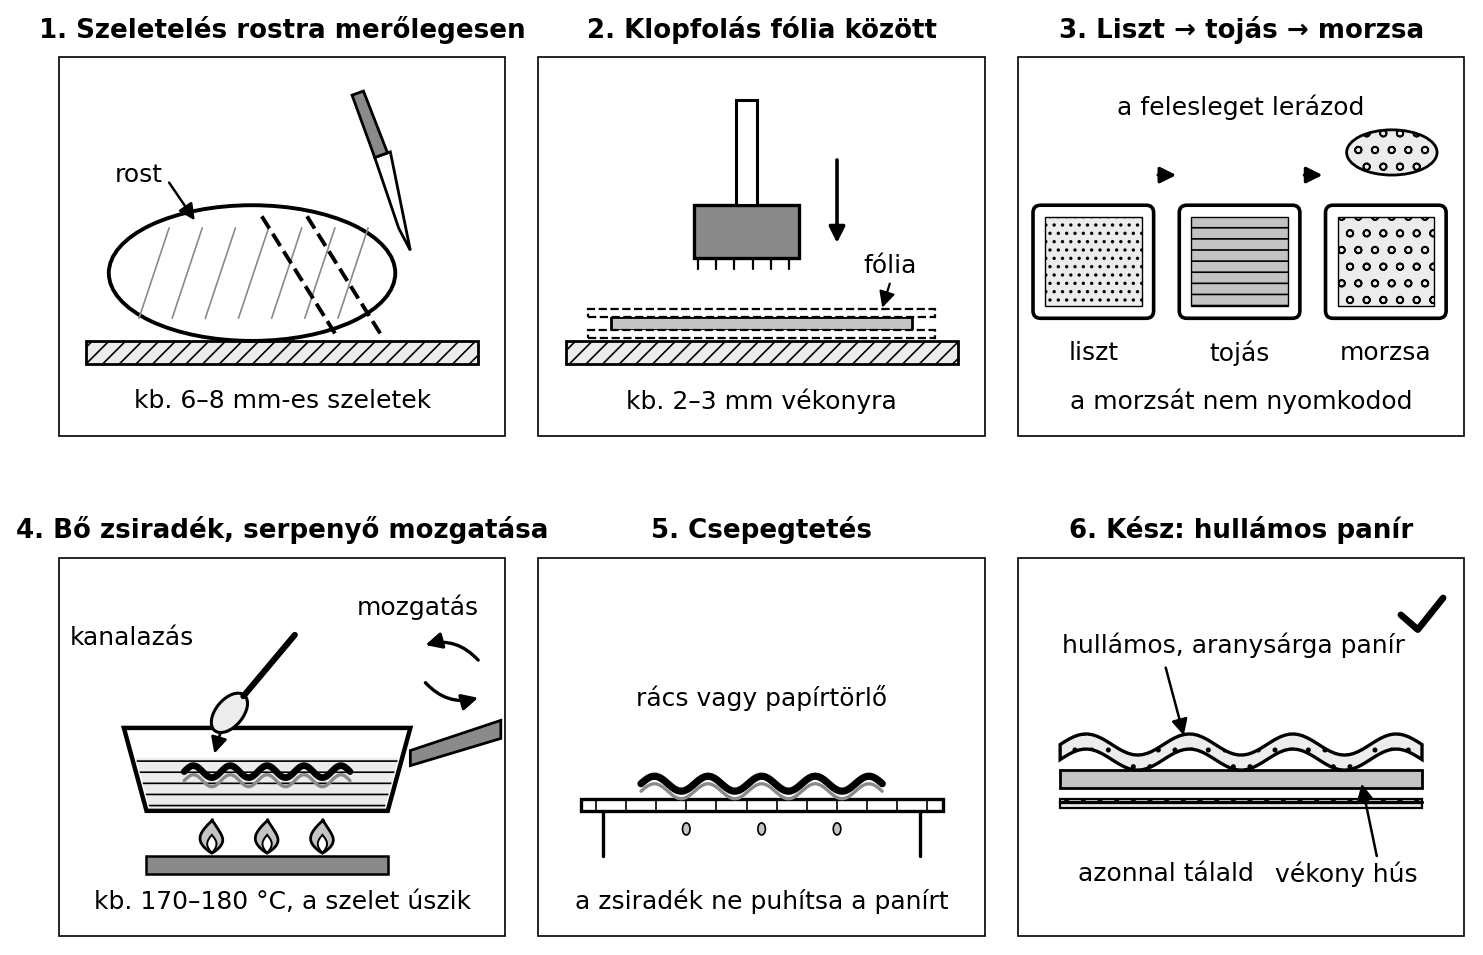 1. Szeletelés rostra merőlegesen
rost
kb. 6–8 mm-es szeletek
2. Klopfolás fólia között
fólia
kb. 2–3 mm vékonyra
3. Liszt → tojás → morzsa
a felesleget lerázod
liszt
tojás
morzsa
a morzsát nem nyomkodod
4. Bő zsiradék, serpenyő mozgatása
mozgatás
kanalazás
kb. 170–180 °C, a szelet úszik
5. Csepegtetés
rács vagy papírtörlő
a zsiradék ne puhítsa a panírt
6. Kész: hullámos panír
hullámos, aranysárga panír
azonnal tálald
vékony hús